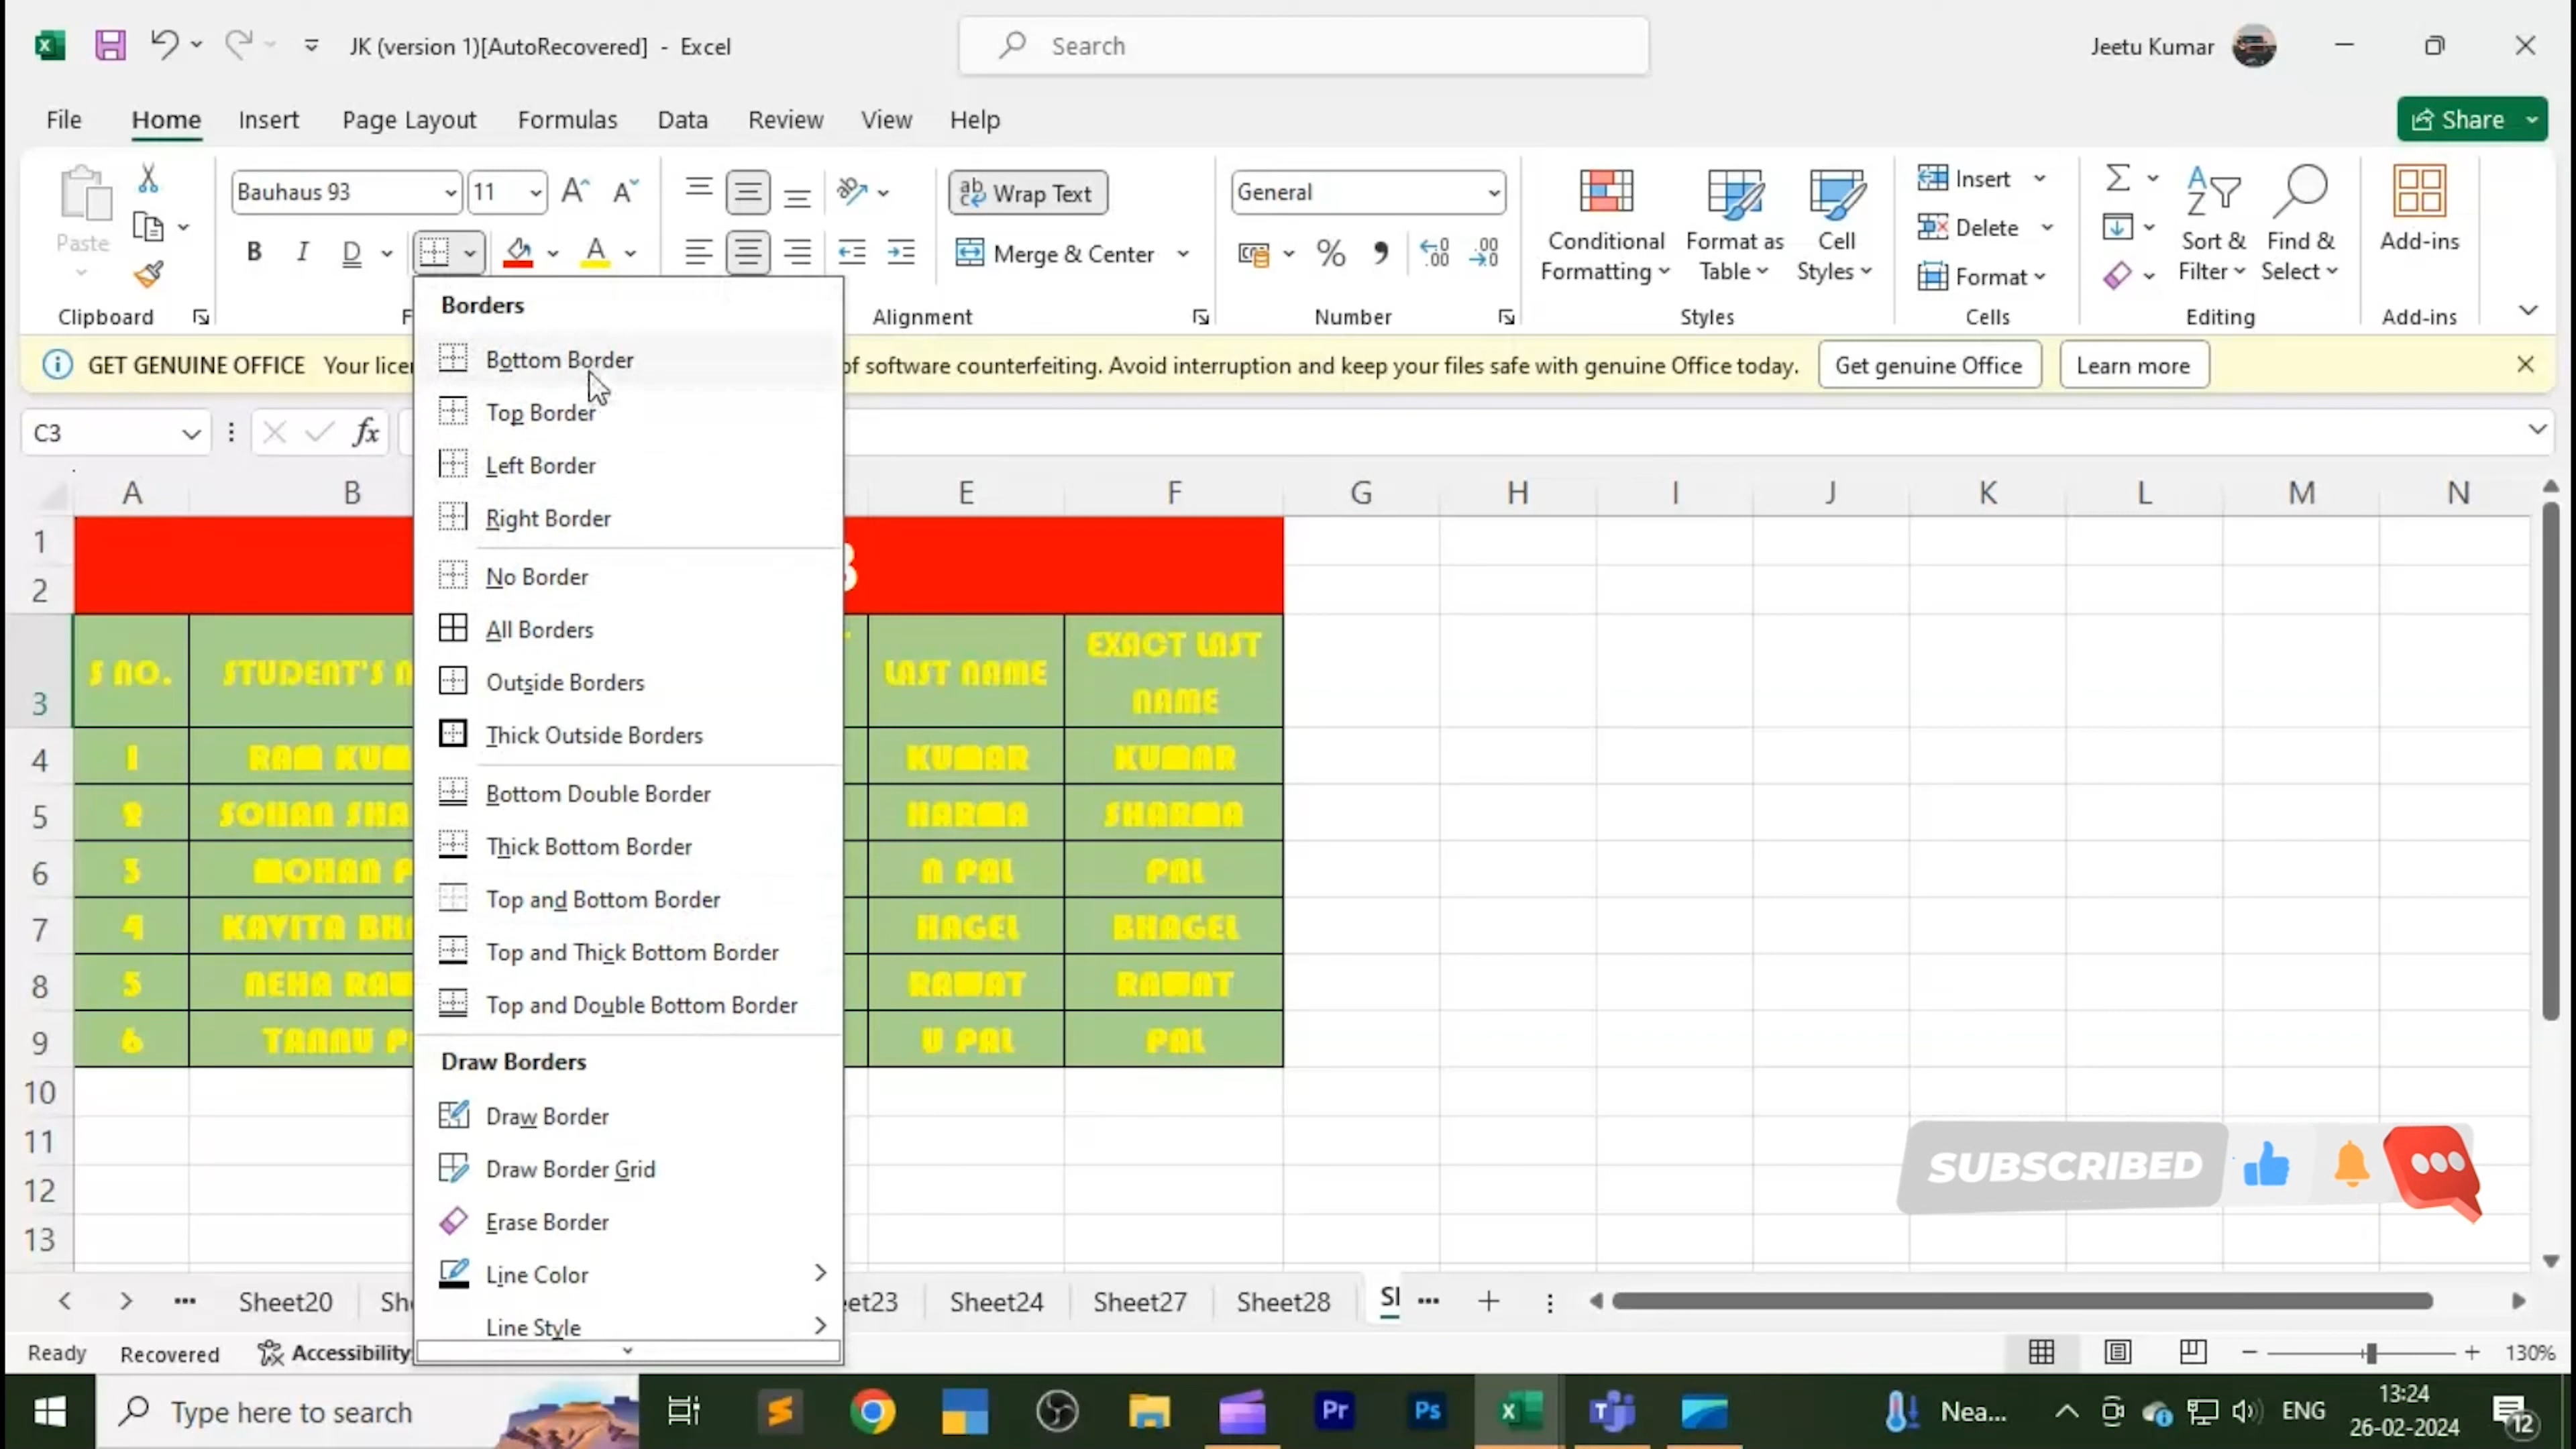 JK (version 1)[AutoRecovered] - Excel
Search
Jeetu Kumar
File Home Insert Page Layout Formulas Data Review View Help
Share
Paste
Bauhaus 93
11
B I D
Wrap Text
Merge & Center
General
Conditional Formatting
Format as Table
Cell Styles
Insert
Delete
Format
Sort & Filter
Find & Select
Add-ins
Clipboard
F
Alignment
Number
Styles
Cells
Editing
Add-ins
GET GENUINE OFFICE Your licen
of software counterfeiting. Avoid interruption and keep your files safe with genuine Office today.
Get genuine Office
Learn more
C3
fx
Borders
Bottom Border
Top Border
Left Border
Right Border
No Border
All Borders
Outside Borders
Thick Outside Borders
Bottom Double Border
Thick Bottom Border
Top and Bottom Border
Top and Thick Bottom Border
Top and Double Bottom Border
Draw Borders
Draw Border
Draw Border Grid
Erase Border
Line Color
Line Style
A B E F G H I J K L M N
1
2
3 S NO. STUDENT'S N LAST NAME EXACT LAST NAME
4 1 RAM KUM KUMAR KUMAR
5 2 SOHAN SHA HARMA SHARMA
6 3 MOHAN P N PAL PAL
7 4 KAVITA BHA HAGEL BHAGEL
8 5 NEHA RAW RAWAT RAWAT
9 6 TANNU P U PAL PAL
10
11
12
13
SUBSCRIBED
Sheet20 Sh eet23 Sheet24 Sheet27 Sheet28 SI
Ready Recovered Accessibility
130%
Type here to search
Pr
Ps
Nea...
ENG
13:24
26-02-2024
12